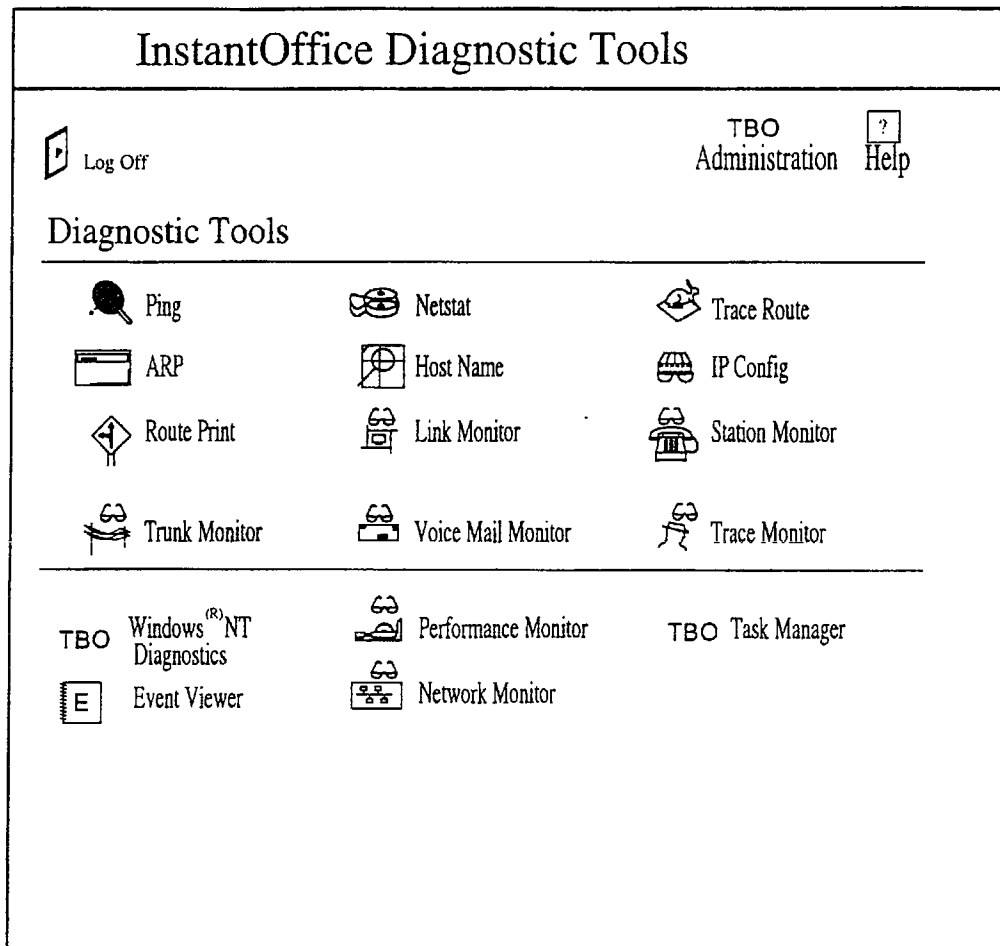 InstantOffice Diagnostic Tools
Log Off
TBO
Administration
?
Help
Diagnostic Tools
Ping
Netstat
Trace Route
ARP
Host Name
IP Config
Route Print
Link Monitor
Station Monitor
Trunk Monitor
Voice Mail Monitor
Trace Monitor
TBO
Windows(R)NT
Diagnostics
Performance Monitor
TBO Task Manager
E
Event Viewer
Network Monitor